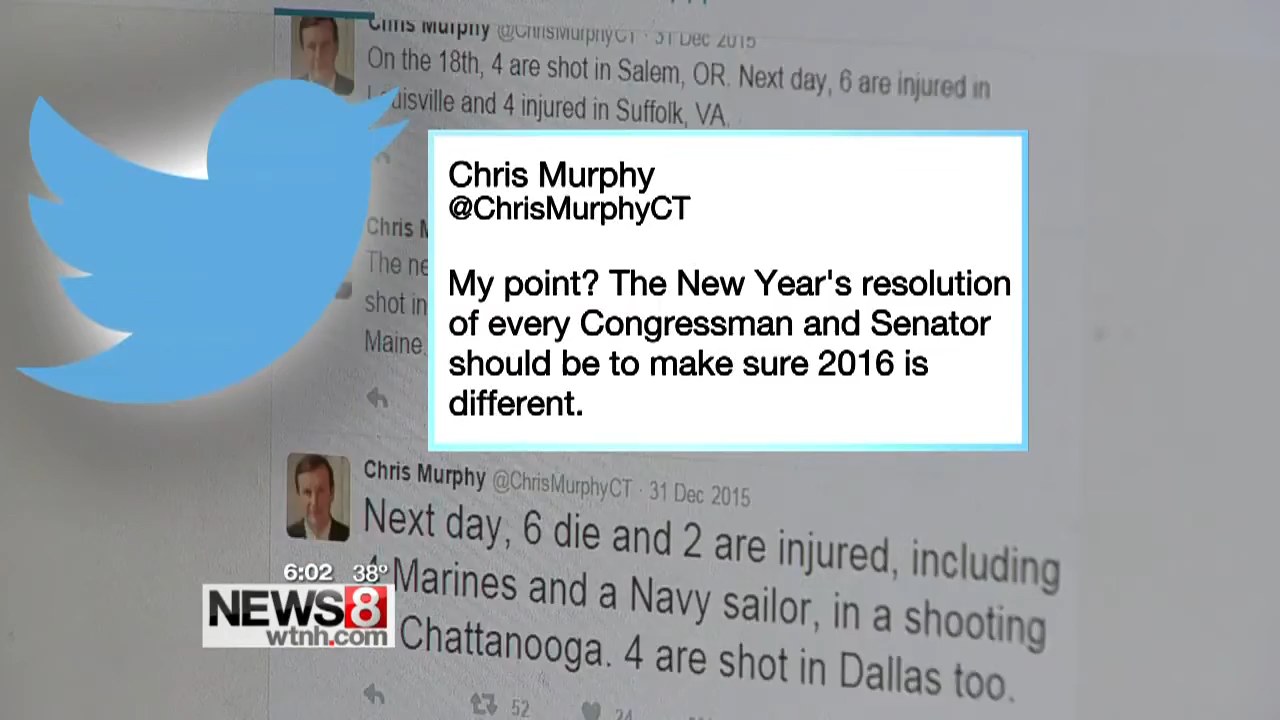 Chris Murphy @ChrisMurphyCT · 31 Dec 2015
On the 18th, 4 are shot in Salem, OR. Next day, 6 are injured in
Louisville and 4 injured in Suffolk, VA.
Chris Murphy
@ChrisMurphyCT
My point? The New Year's resolution
of every Congressman and Senator
should be to make sure 2016 is
different.
Chris
The
shot in
Maine.
Chris Murphy @ChrisMurphyCT · 31 Dec 2015
Next day, 6 die and 2 are injured, including
4 Marines and a Navy sailor, in a shooting
Chattanooga. 4 are shot in Dallas too.
52 24
6:02 38°
NEWS 8
wtnh.com